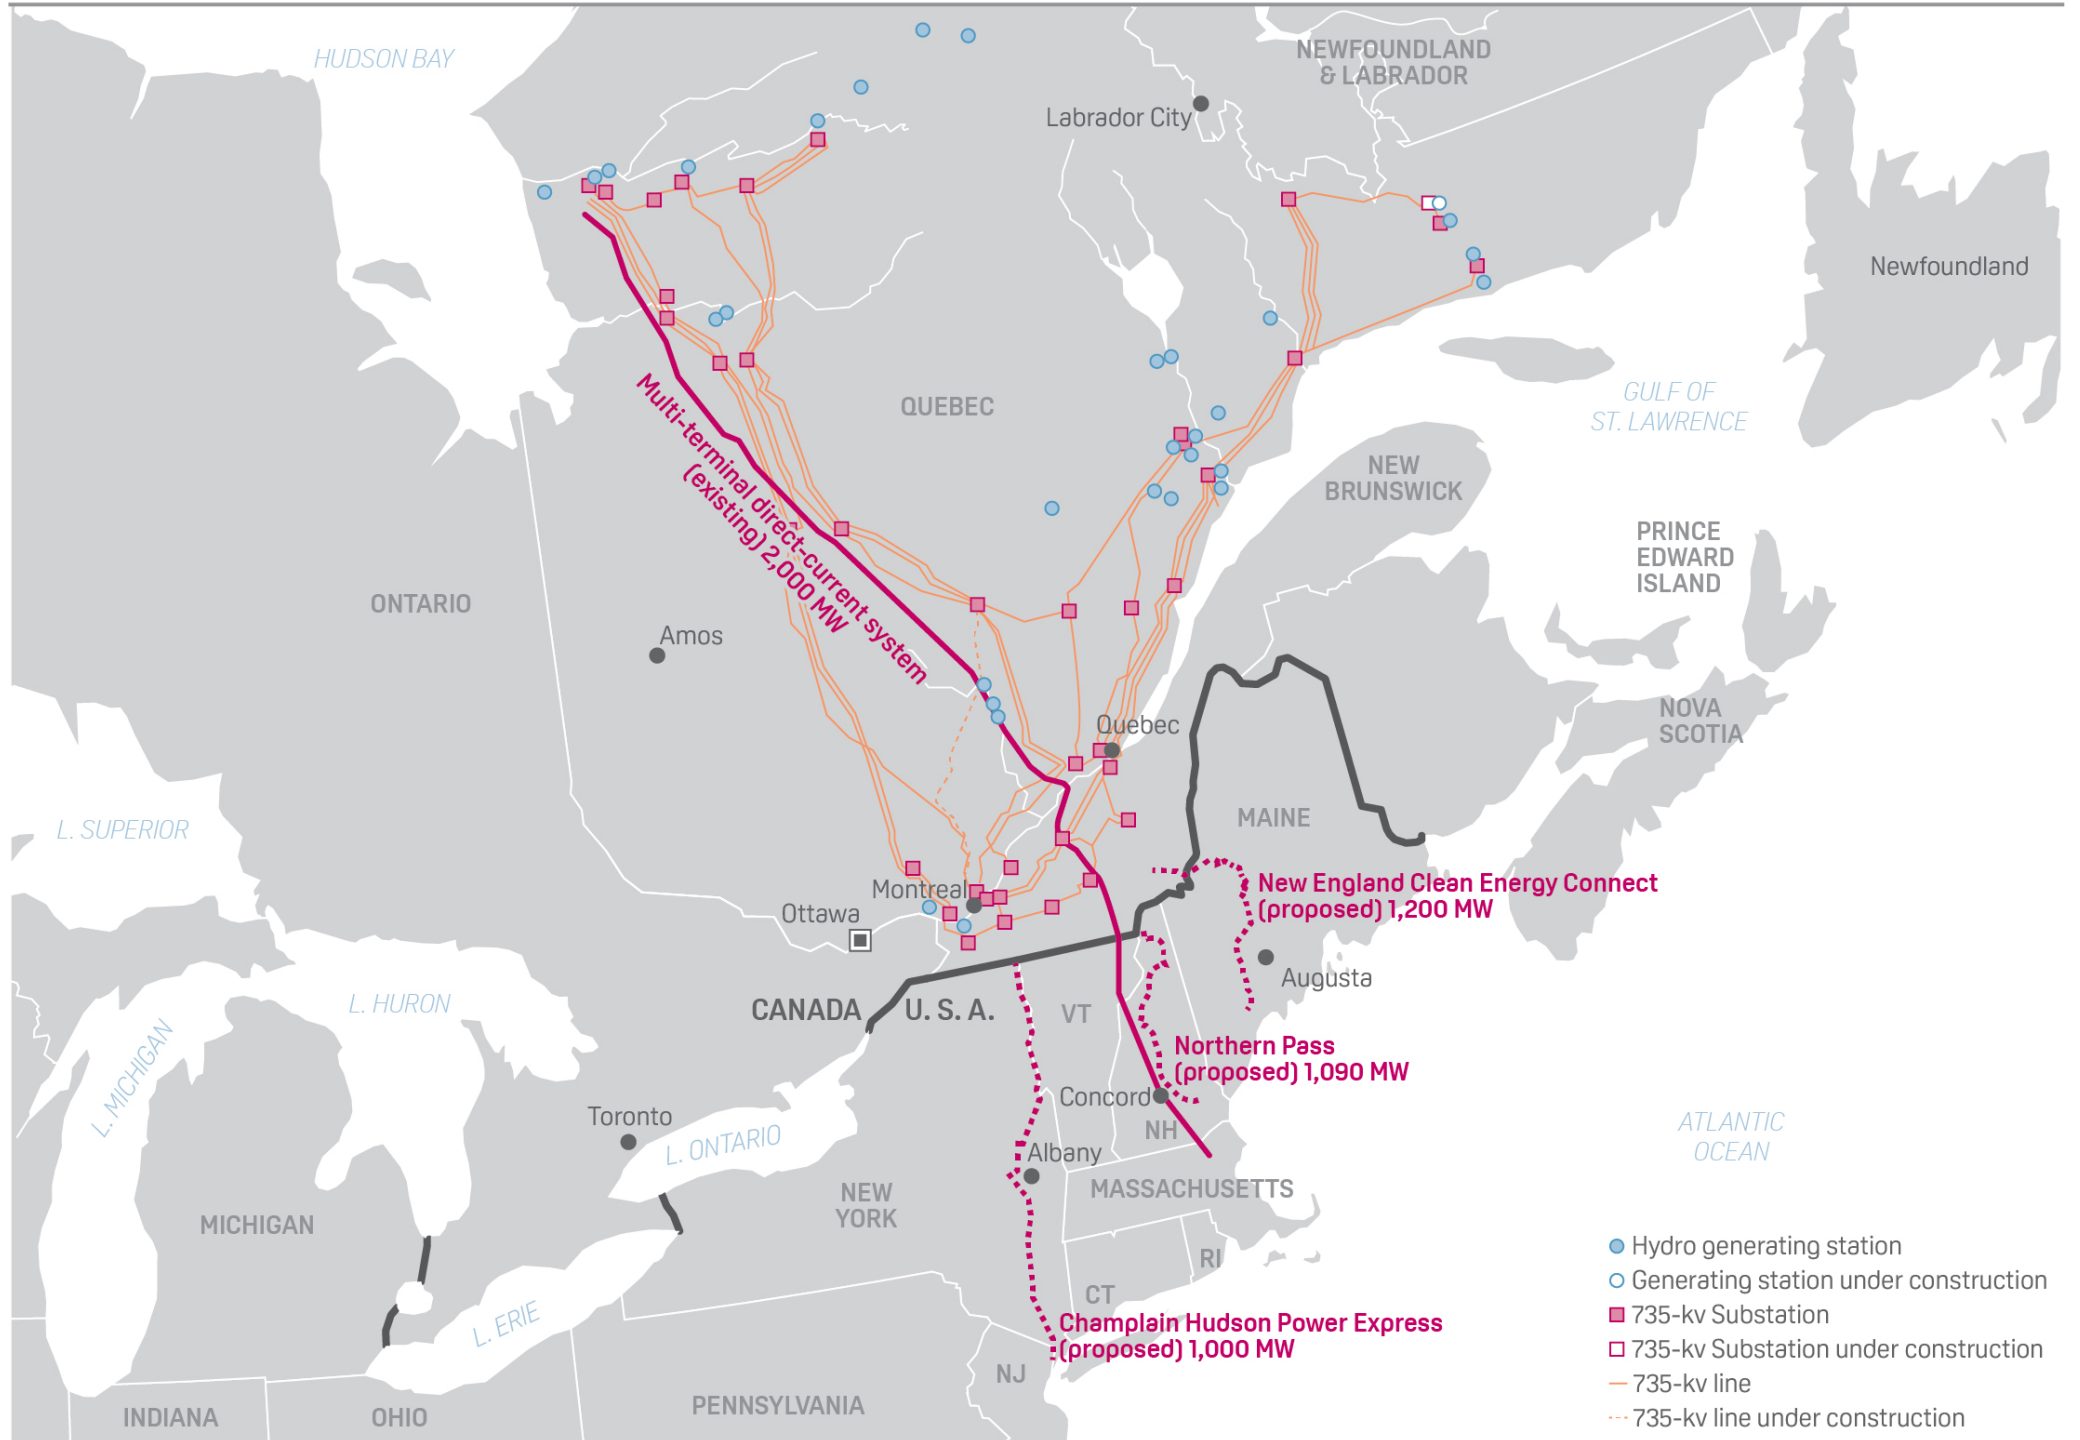 HUDSON BAY
NEWFOUNDLAND
& LABRADOR
Labrador City
Newfoundland
QUEBEC
GULF OF
ST. LAWRENCE
Multi-terminal direct-current system
(existing) 2,000 MW
NEW
BRUNSWICK
PRINCE
EDWARD
ISLAND
ONTARIO
Amos
NOVA
SCOTIA
Quebec
MAINE
L. SUPERIOR
Montreal
New England Clean Energy Connect
(proposed) 1,200 MW
Ottawa
Augusta
L. HURON
CANADA
U. S. A.
VT
L. MICHIGAN
Northern Pass
(proposed) 1,090 MW
Concord
Toronto
NH
ATLANTIC
OCEAN
L. ONTARIO
Albany
MASSACHUSETTS
NEW
YORK
MICHIGAN
RI
CT
L. ERIE
Champlain Hudson Power Express
(proposed) 1,000 MW
NJ
PENNSYLVANIA
INDIANA
OHIO
Hydro generating station
Generating station under construction
735-kv Substation
735-kv Substation under construction
735-kv line
735-kv line under construction